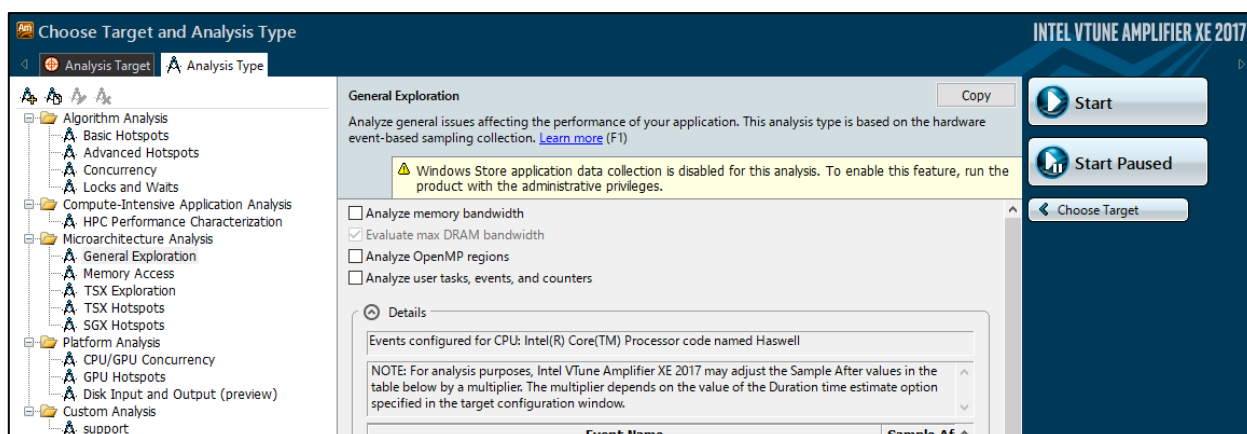 Choose Target and Analysis Type
INTEL VTUNE AMPLIFIER XE 2017
Analysis Target
Analysis Type
Algorithm Analysis
Basic Hotspots
Advanced Hotspots
Concurrency
Locks and Waits
Compute-Intensive Application Analysis
HPC Performance Characterization
Microarchitecture Analysis
General Exploration
Memory Access
TSX Exploration
TSX Hotspots
SGX Hotspots
Platform Analysis
CPU/GPU Concurrency
GPU Hotspots
Disk Input and Output (preview)
Custom Analysis
support
General Exploration
Copy
Analyze general issues affecting the performance of your application. This analysis type is based on the hardware
event-based sampling collection. Learn more (F1)
Windows Store application data collection is disabled for this analysis. To enable this feature, run the
product with the administrative privileges.
Analyze memory bandwidth
Evaluate max DRAM bandwidth
Analyze OpenMP regions
Analyze user tasks, events, and counters
Details
Events configured for CPU: Intel(R) Core(TM) Processor code named Haswell
NOTE: For analysis purposes, Intel VTune Amplifier XE 2017 may adjust the Sample After values in the
table below by a multiplier. The multiplier depends on the value of the Duration time estimate option
specified in the target configuration window.
Event Name
Sample Af
Start
Start Paused
Choose Target